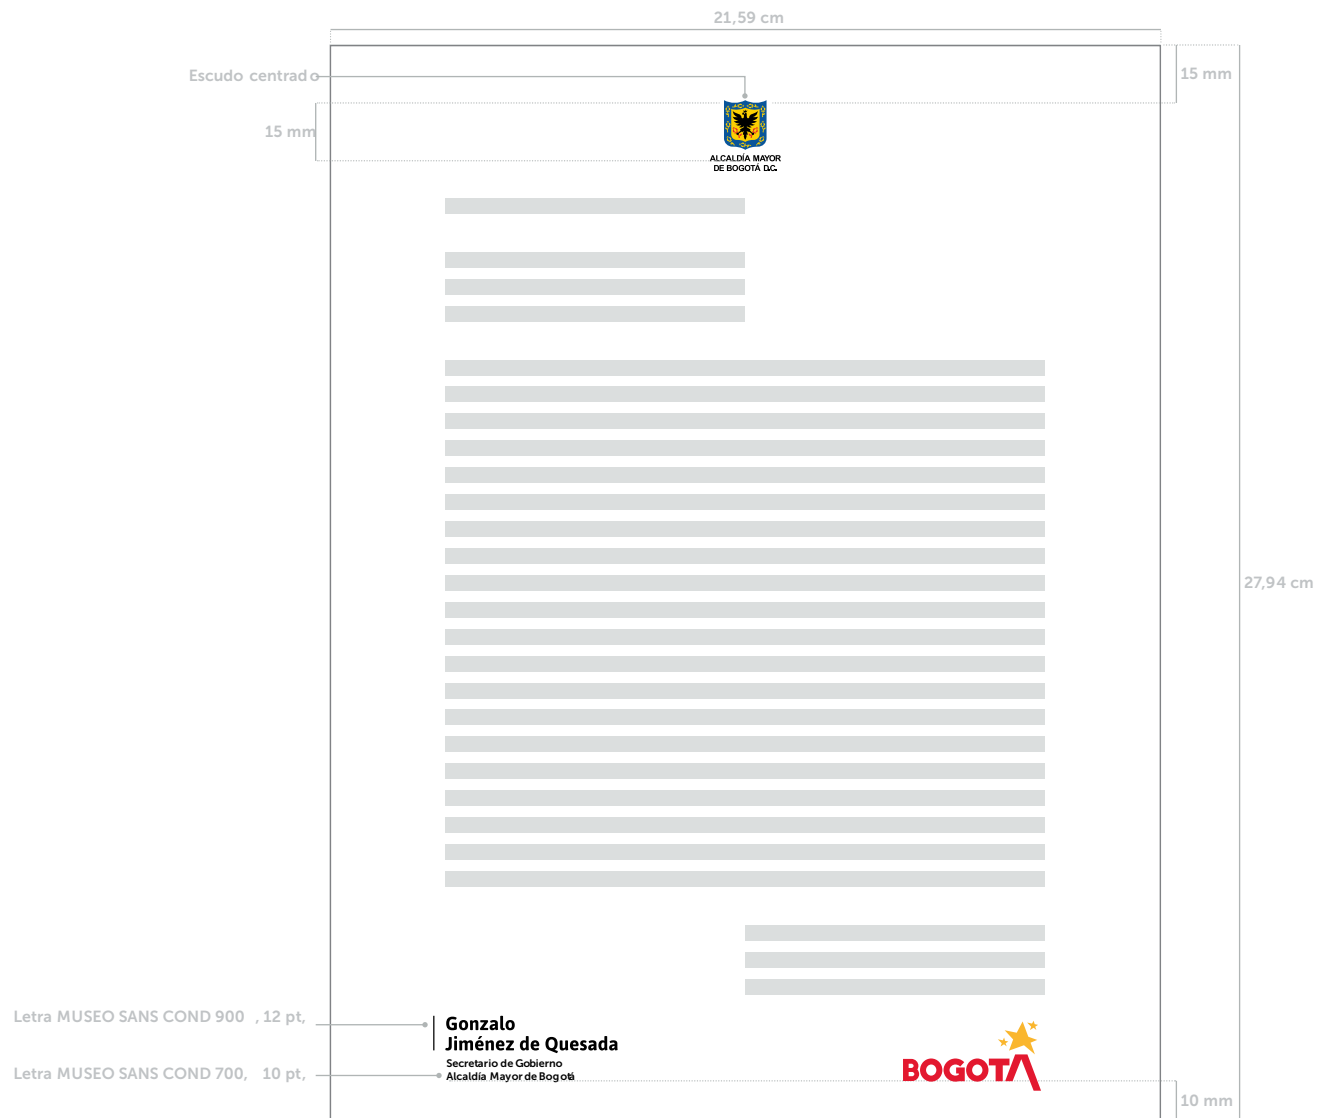 21,59 cm
Escudo centrado
15 mm
15 mm
ALCALDÍA MAYOR
DE BOGOTÁ D.C.
27,94 cm
Letra MUSEO SANS COND 900 , 12 pt,
Gonzalo
Jiménez de Quesada
Secretario de Gobierno
Letra MUSEO SANS COND 700, 10 pt,
Alcaldía Mayor de Bogotá
BOGOTÁ
10 mm